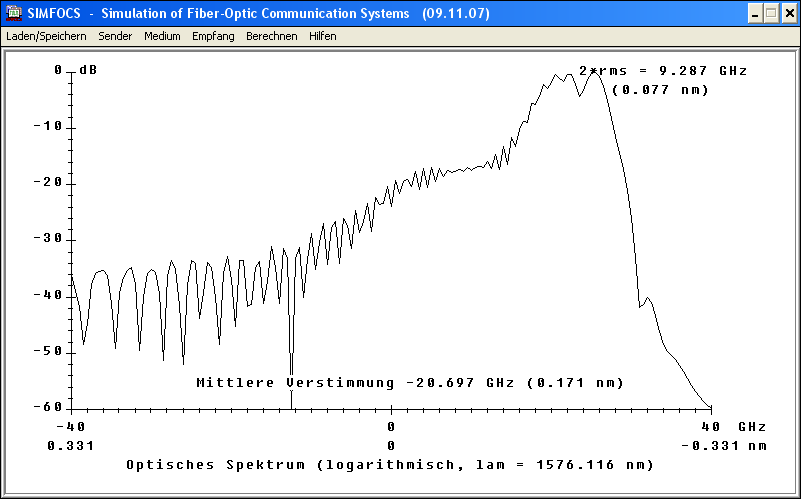 SIMFOCS - Simulation of Fiber-Optic Communication Systems (09.11.07)
Laden/Speichern Sender Medium Empfang Berechnen Hilfen
0 dB
2*rms = 9.287 GHz
(0.077 nm)
-10
-20
-30
-40
-50
Mittlere Verstimmung -20.697 GHz (0.171 nm)
-60
-40 0 40 GHz
0.331 0 -0.331 nm
Optisches Spektrum (logarithmisch, lam = 1576.116 nm)